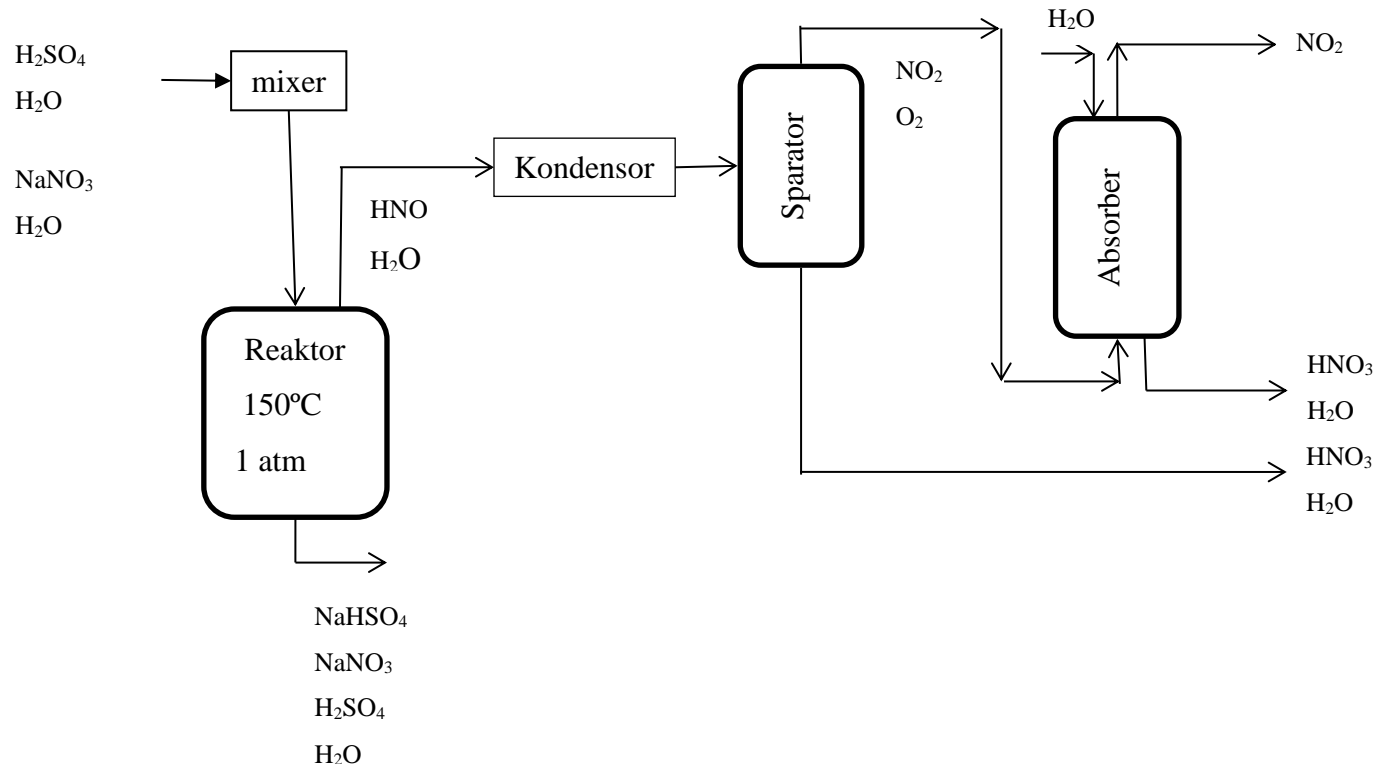 H₂SO₄
H₂O
NaNO₃
H₂O
mixer
HNO
H₂O
Reaktor
150ºC
1 atm
NaHSO₄
NaNO₃
H₂SO₄
H₂O
Kondensor
Sparator
NO₂
O₂
H₂O
NO₂
Absorber
HNO₃
H₂O
HNO₃
H₂O